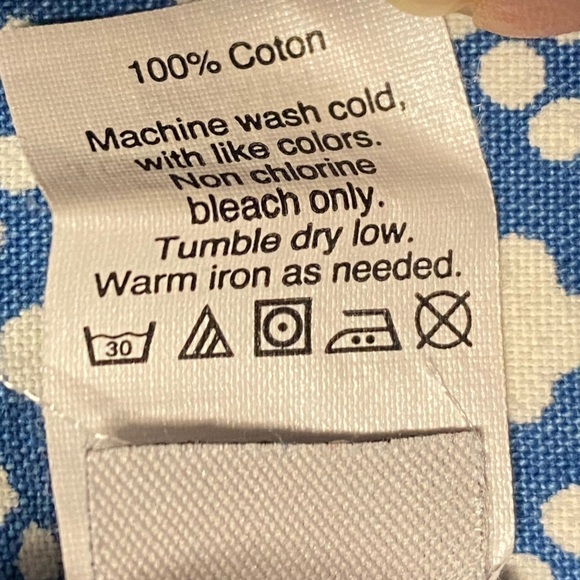 100% Coton
Machine wash cold,
with like colors.
Non chlorine
bleach only.
Tumble dry low.
Warm iron as needed.
30